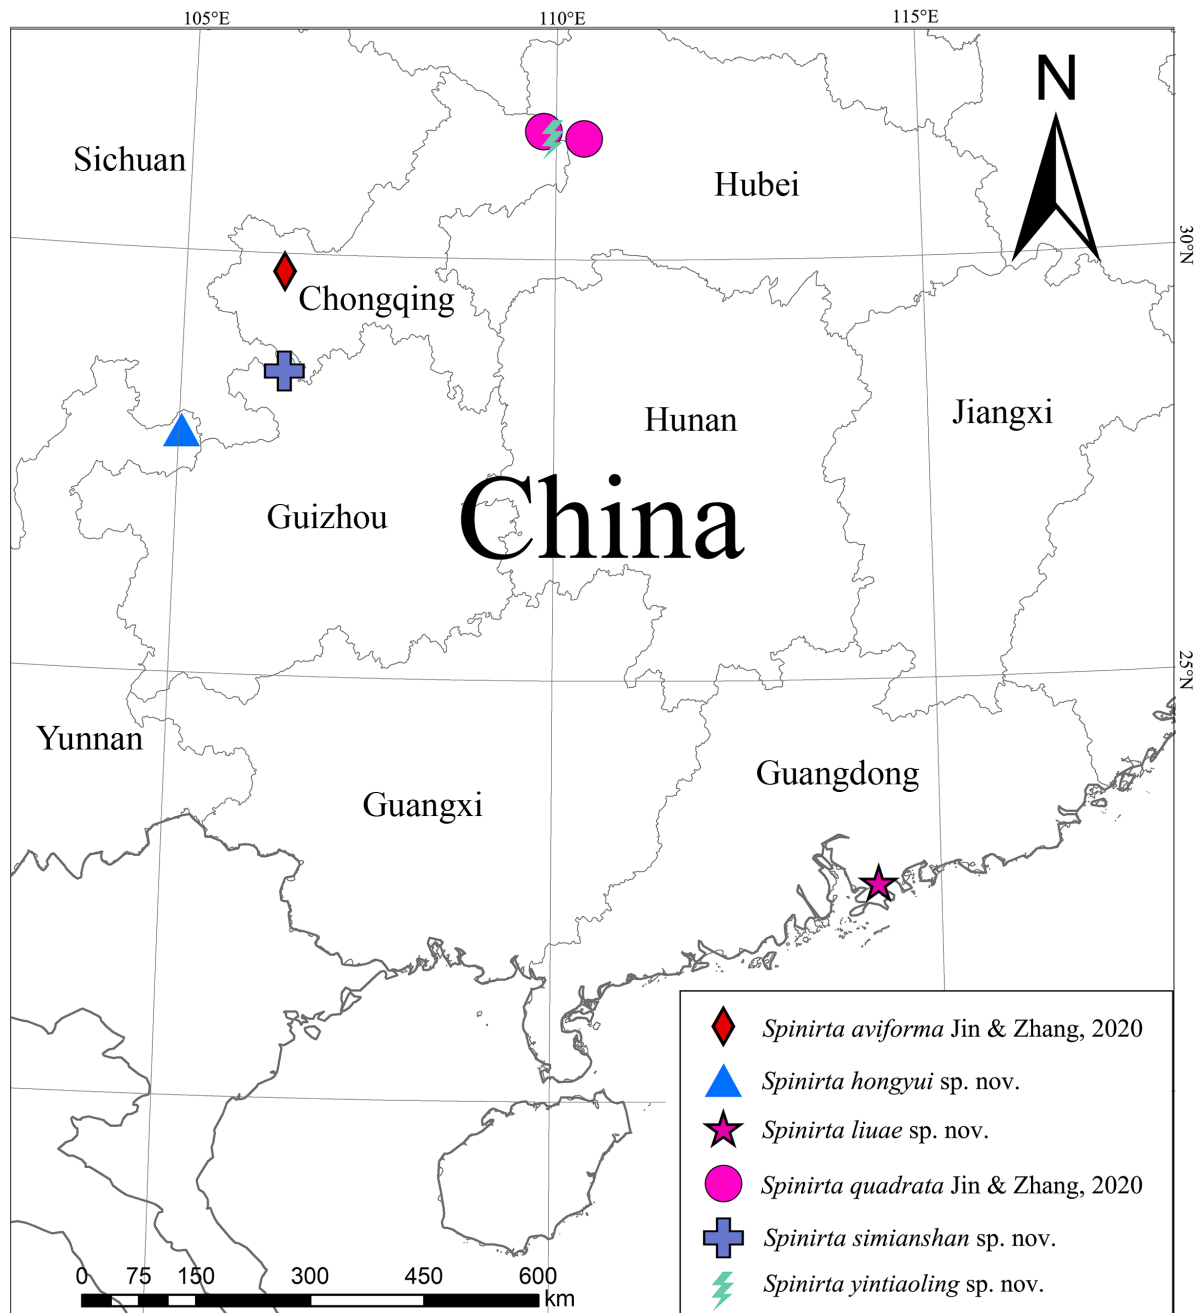 105°E 110°E 115°E
N
Sichuan
Hubei
30°N
Chongqing
Hunan
Jiangxi
China
Guizhou
25°N
Yunnan
Guangdong
Guangxi
Spinirta aviforma Jin & Zhang, 2020
Spinirta hongyui sp. nov.
Spinirta liuae sp. nov.
Spinirta quadrata Jin & Zhang, 2020
Spinirta simianshan sp. nov.
Spinirta yintiaoling sp. nov.
0 75 150 300 450 600
km